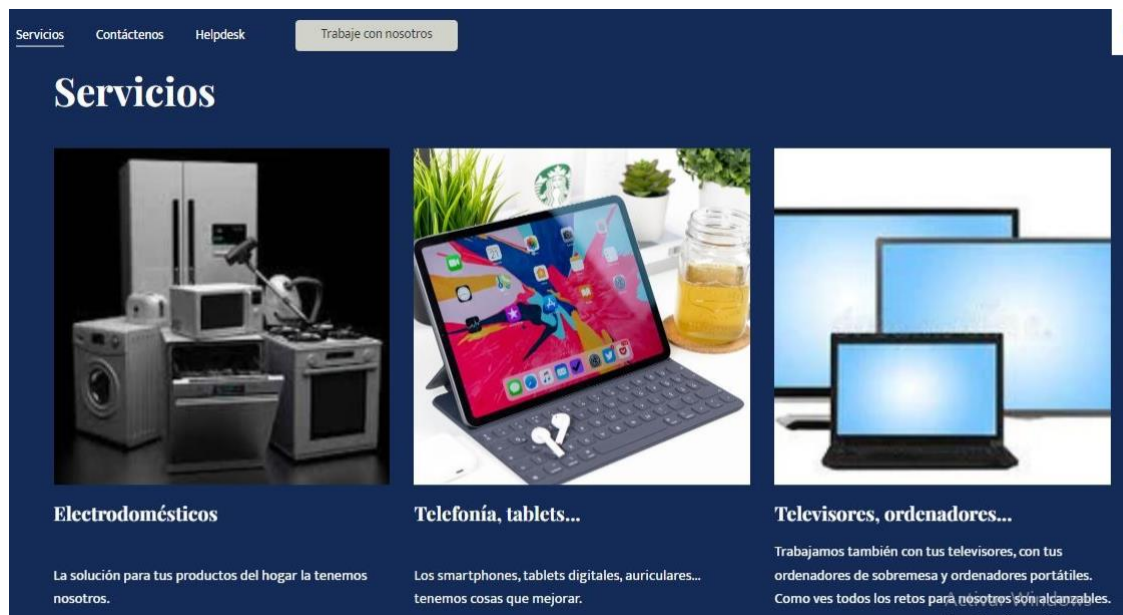 Servicios
Contáctenos
Helpdesk
Trabaje con nosotros
Servicios
Electrodomésticos
La solución para tus productos del hogar la tenemos
nosotros.
Telefonía, tablets...
Los smartphones, tablets digitales, auriculares...
tenemos cosas que mejorar.
Televisores, ordenadores...
Trabajamos también con tus televisores, con tus
ordenadores de sobremesa y ordenadores portátiles.
Como ves todos los retos para nosotros son alcanzables.
Activar Windows